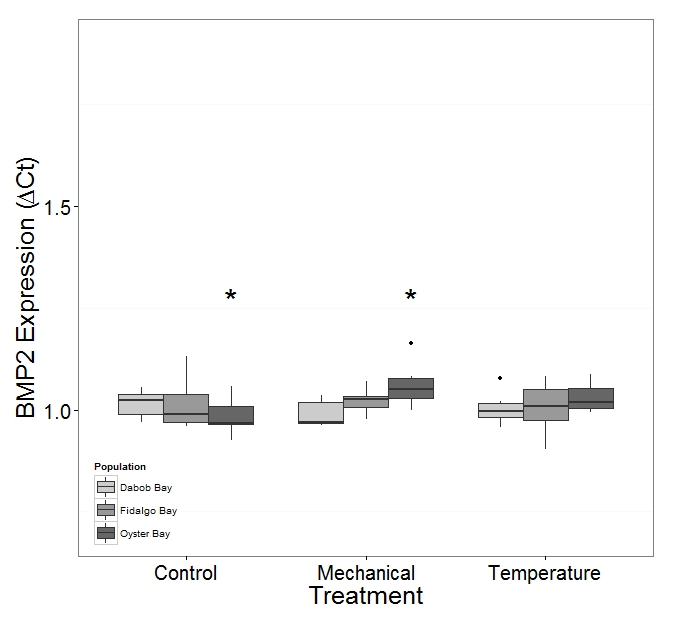 BMP2 Expression (ΔCt)
1.5
*
*
1.0
Population
Dabob Bay
Fidalgo Bay
Oyster Bay
Control
Mechanical
Temperature
Treatment